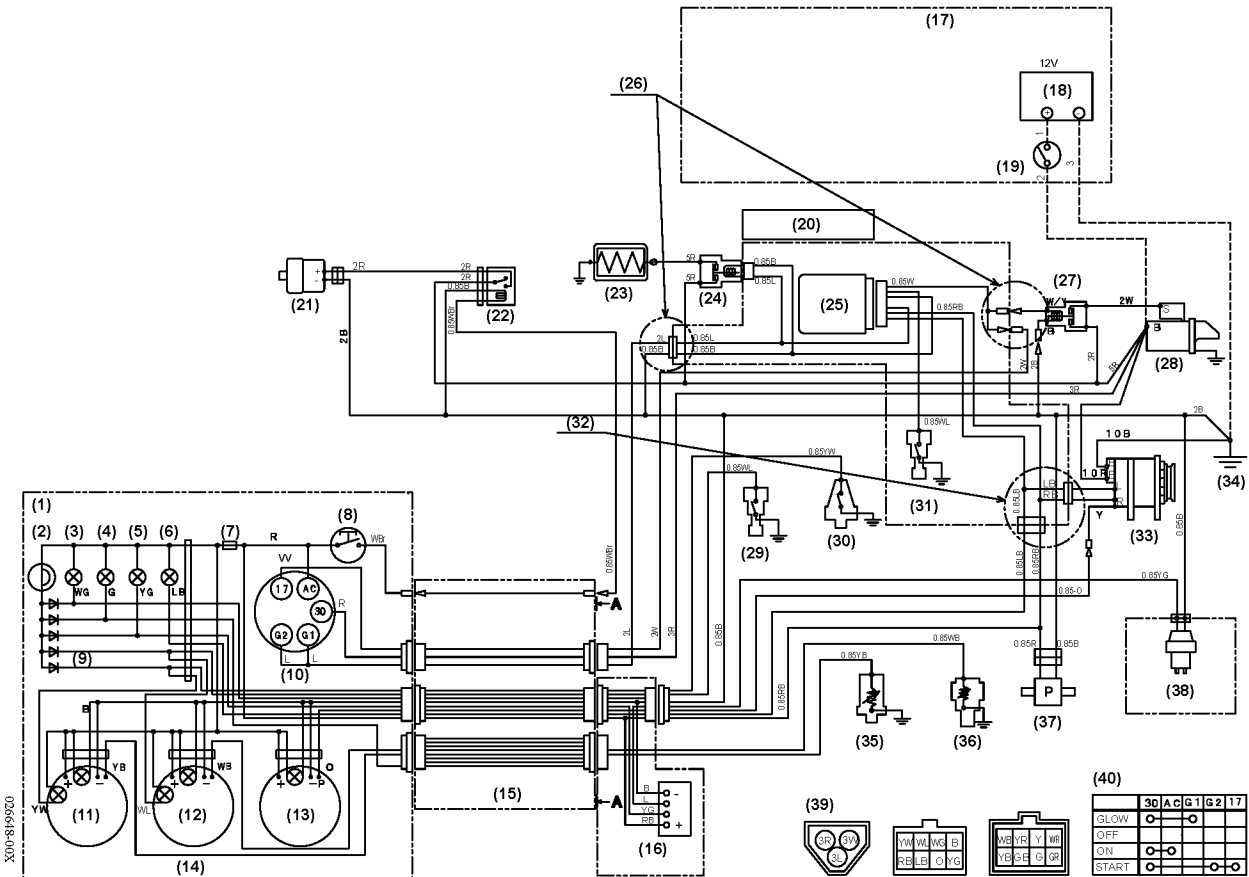 (17)
12V
(18)
+
-
1
(19)
2
3
(26)
(20)
(21)
2R
2R
2R
0.85B
(22)
0.85WBr
2B
(23)
5R
5R
(24)
0.85B
0.85L
(25)
0.85W
0.85RB
W/Y
(27)
2W
S
B
(28)
2L
0.85B
0.85L
0.85B
2W
2B
2R
8R
3R
(32)
0.85WL
2B
10B
10R
(34)
(31)
0.85YW
(30)
0.85WL
(29)
0.85LB
LB
RB
Y
(33)
0.85B
0.85LB
0.85RB
0.85-O
0.85YG
(1)
(2) (3) (4) (5) (6) (7) (8)
R
WBr
WG G YG LB
VV
17 AC
30
R
G2 G1
L L
(10)
(9)
0.85WBr
A
2L
2W
3R
0.85B
B
YB
WB
O
+ -
+ -
+ - P
YW
WL
(11)
(12)
(13)
(14)
(15)
A
B
L
YG
RB
-
+
(16)
0.85YB
(35)
0.85WB
(36)
0.85RB
0.85R
0.85B
P
(37)
(38)
(39)
3R 3VV
3L
YW WL WG B
RB LB O YG
WB YR Y WR
YB GB G GR
(40)
30 AC G1 G2 17
GLOW
OFF
ON
START
026648-00X